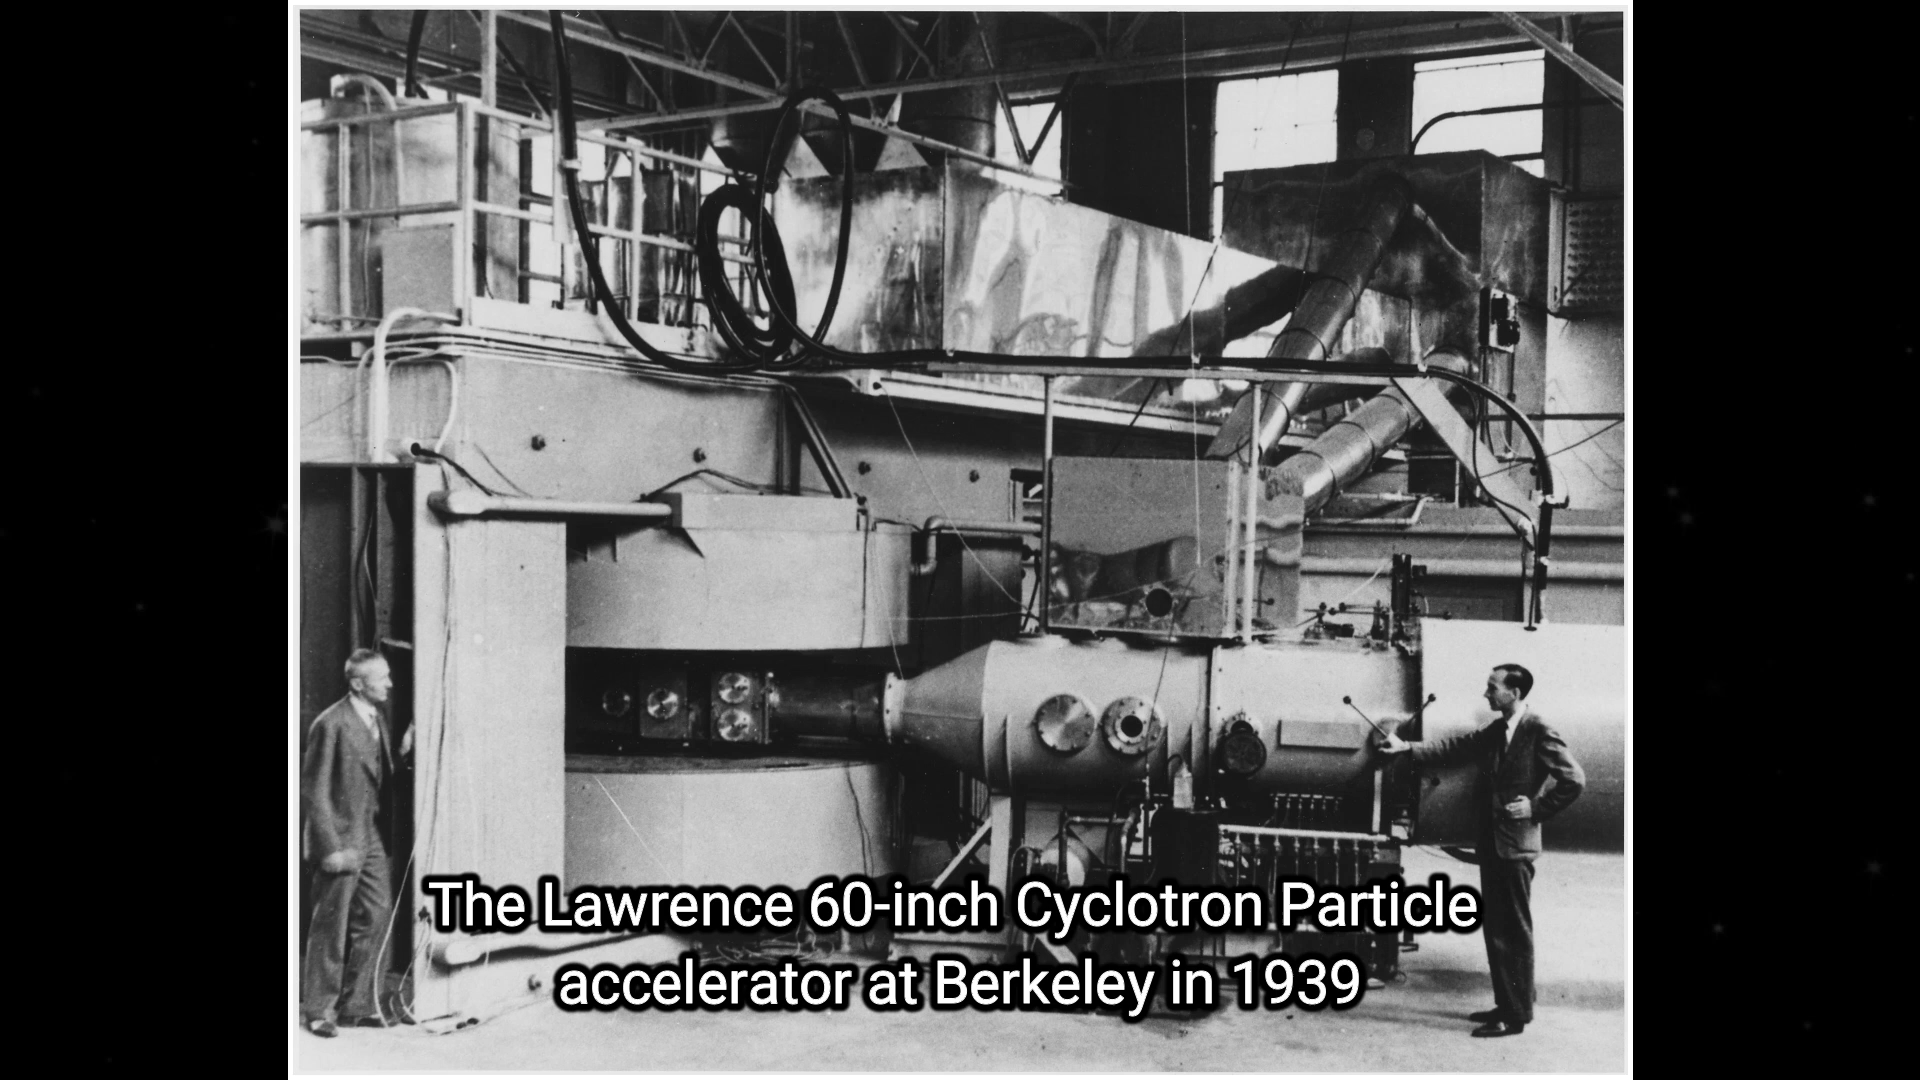 The Lawrence 60-inch Cyclotron Particle
accelerator at Berkeley in 1939